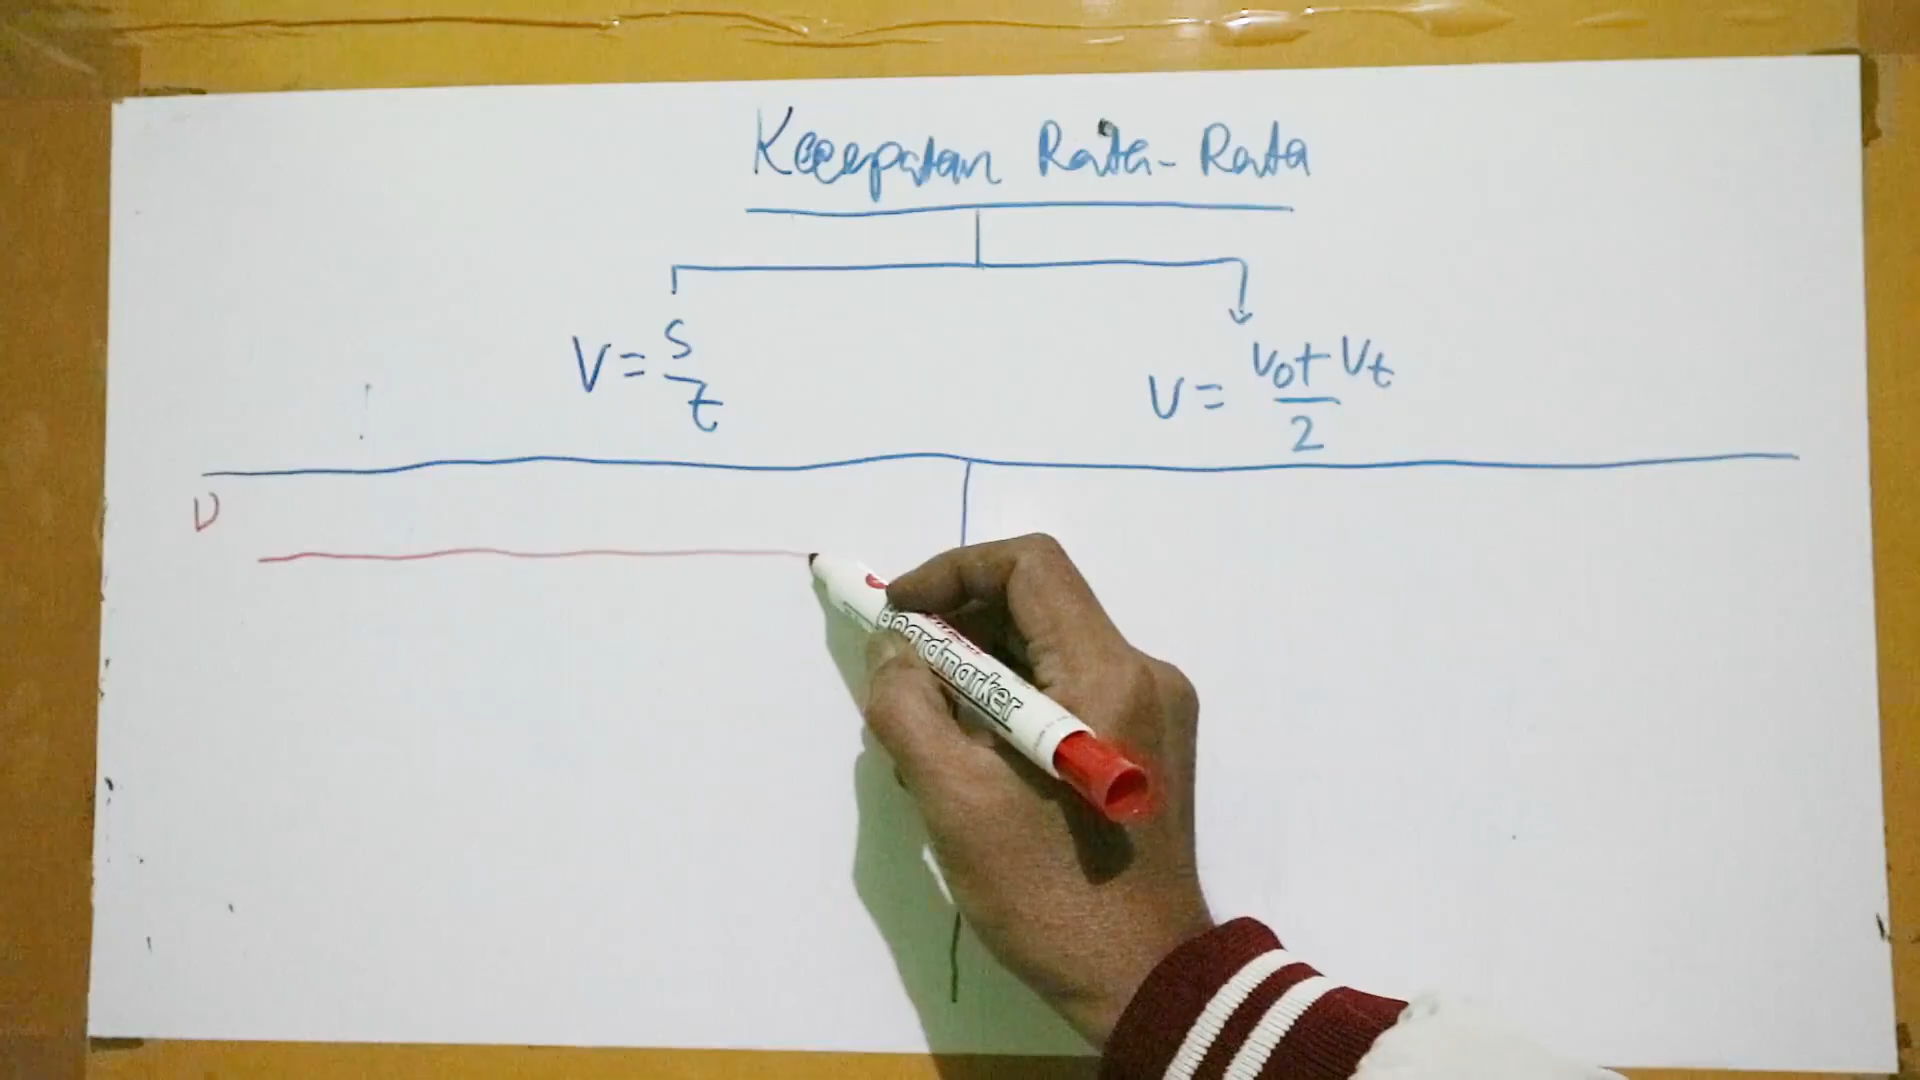 Kecepatan Rata-Rata
V = s/t
V = (V₀ + Vₜ)/2
D
Boardmarker